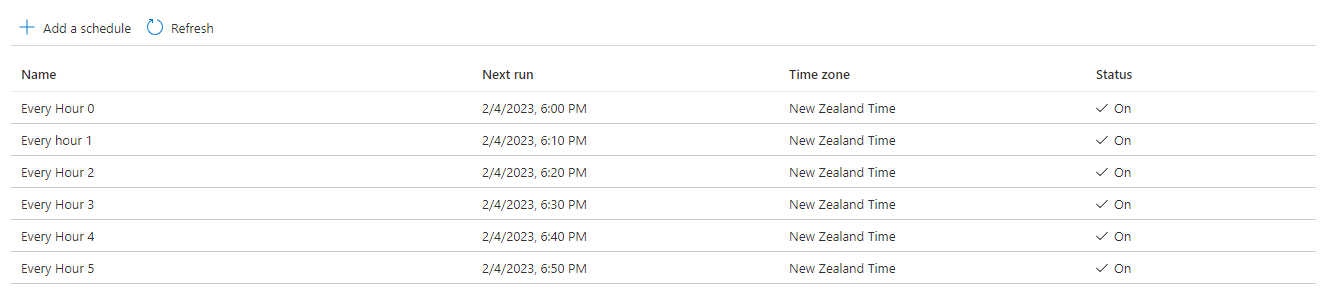 Add a schedule Refresh
Name Next run Time zone Status
Every Hour 0 2/4/2023, 6:00 PM New Zealand Time On
Every hour 1 2/4/2023, 6:10 PM New Zealand Time On
Every Hour 2 2/4/2023, 6:20 PM New Zealand Time On
Every Hour 3 2/4/2023, 6:30 PM New Zealand Time On
Every Hour 4 2/4/2023, 6:40 PM New Zealand Time On
Every Hour 5 2/4/2023, 6:50 PM New Zealand Time On